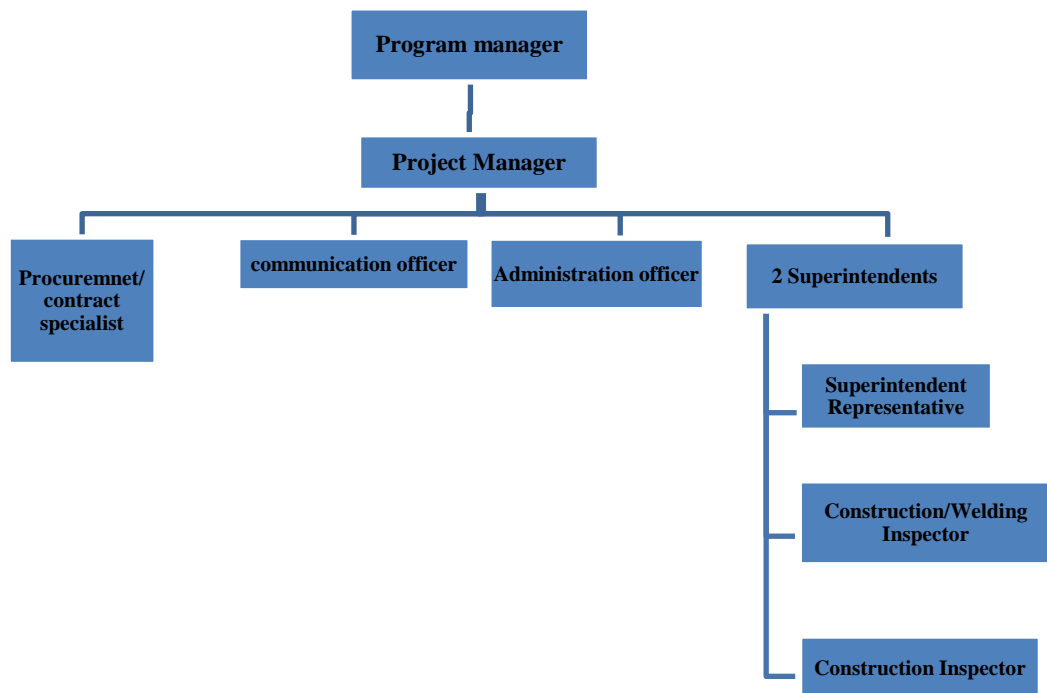 Program manager
Project Manager
Procuremnet/
contract
specialist
communication officer
Administration officer
2 Superintendents
Superintendent
Representative
Construction/Welding
Inspector
Construction Inspector